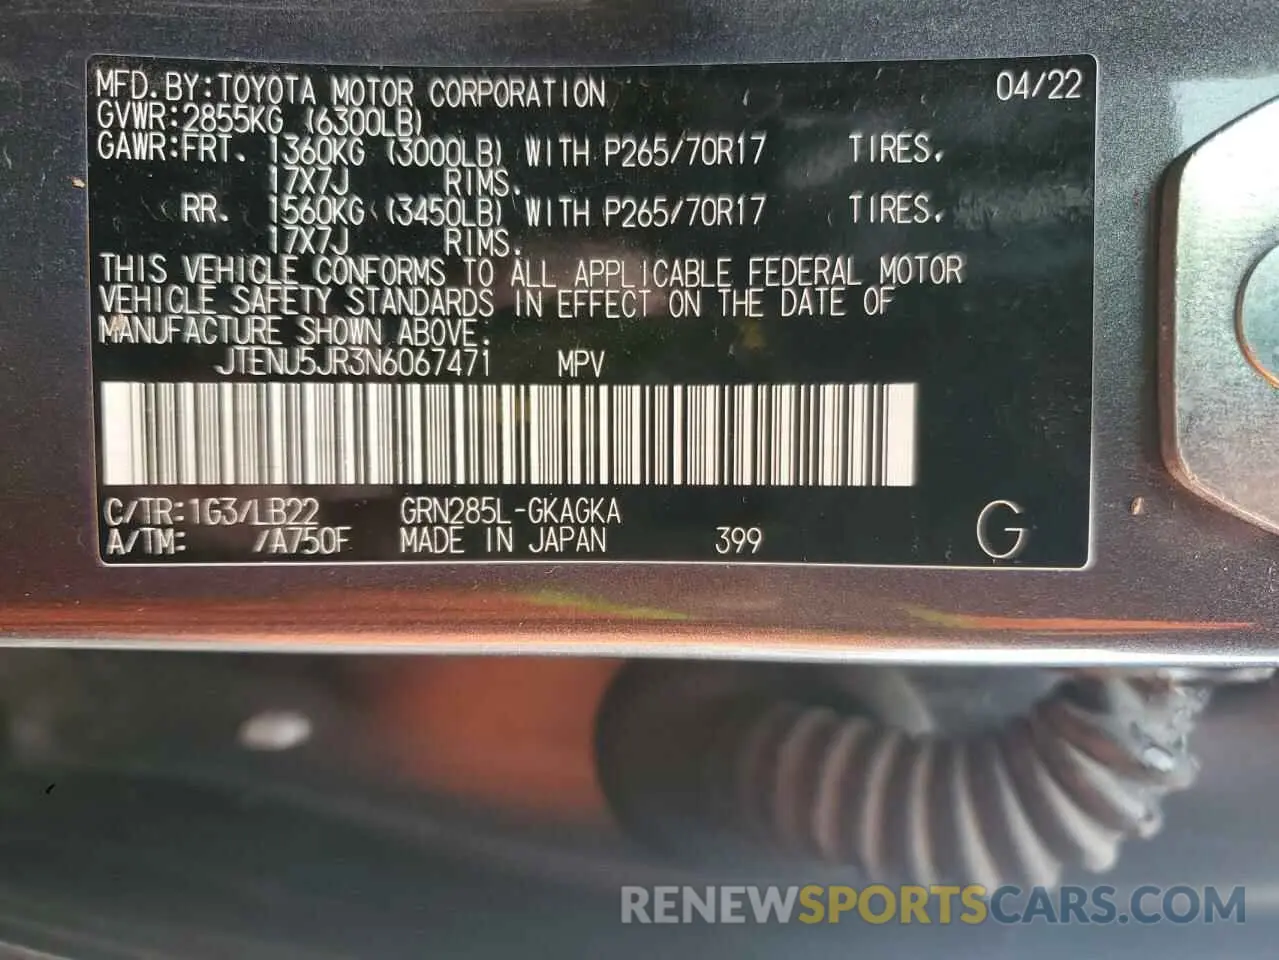 MFD.BY:TOYOTA MOTOR CORPORATION 04/22
GVWR:2855KG (6300LB)
GAWR:FRT. 1360KG (3000LB) WITH P265/70R17 TIRES.
17X7J RIMS.
RR. 1560KG (3450LB) WITH P265/70R17 TIRES.
17X7J RIMS.
THIS VEHICLE CONFORMS TO ALL APPLICABLE FEDERAL MOTOR
VEHICLE SAFETY STANDARDS IN EFFECT ON THE DATE OF
MANUFACTURE SHOWN ABOVE.
JTENU5JR3N6067471 MPV
C/TR:1G3/LB22 GRN285L-GKAGKA
A/TM: /A750F MADE IN JAPAN 399 G
RENEWSPORTSCARS.COM